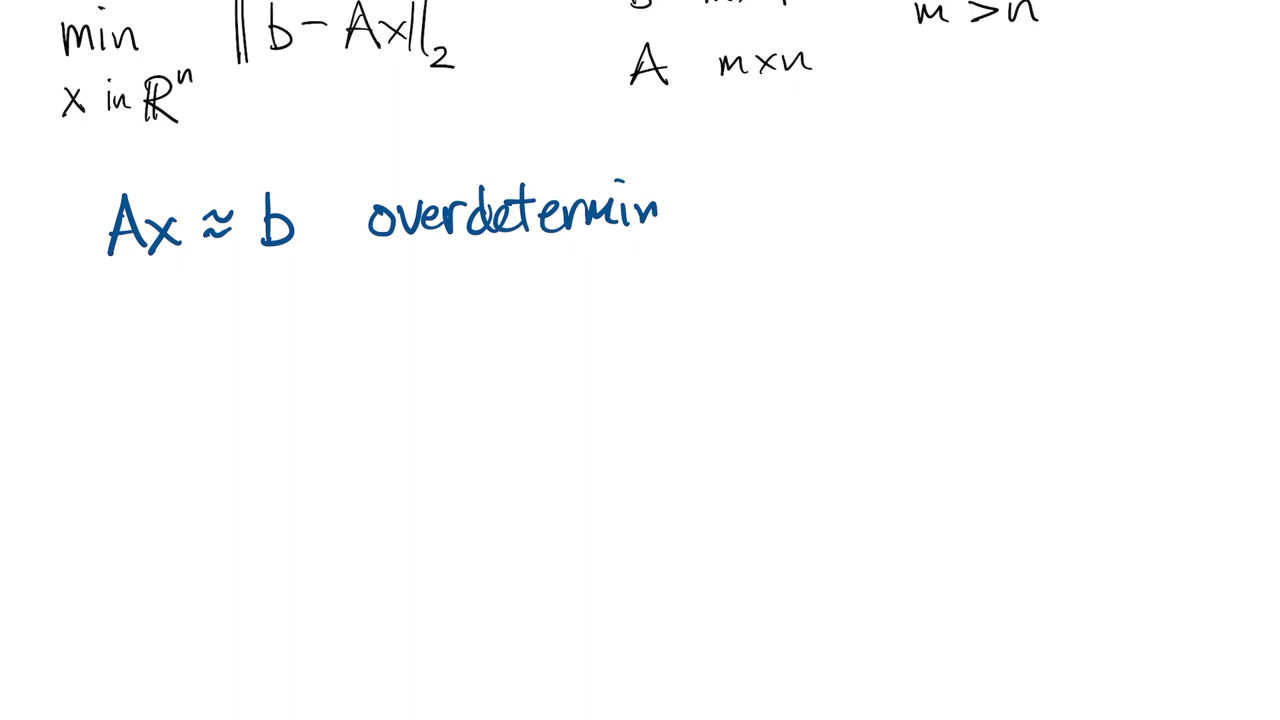 min ‖b − Ax‖₂ m > n
x in ℝⁿ A m×n
Ax ≈ b overdetermin